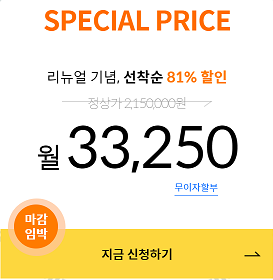 SPECIAL PRICE
리뉴얼 기념, 선착순 81% 할인
정상가 2,150,000원
월 33,250
무이자할부
마감
임박
지금 신청하기